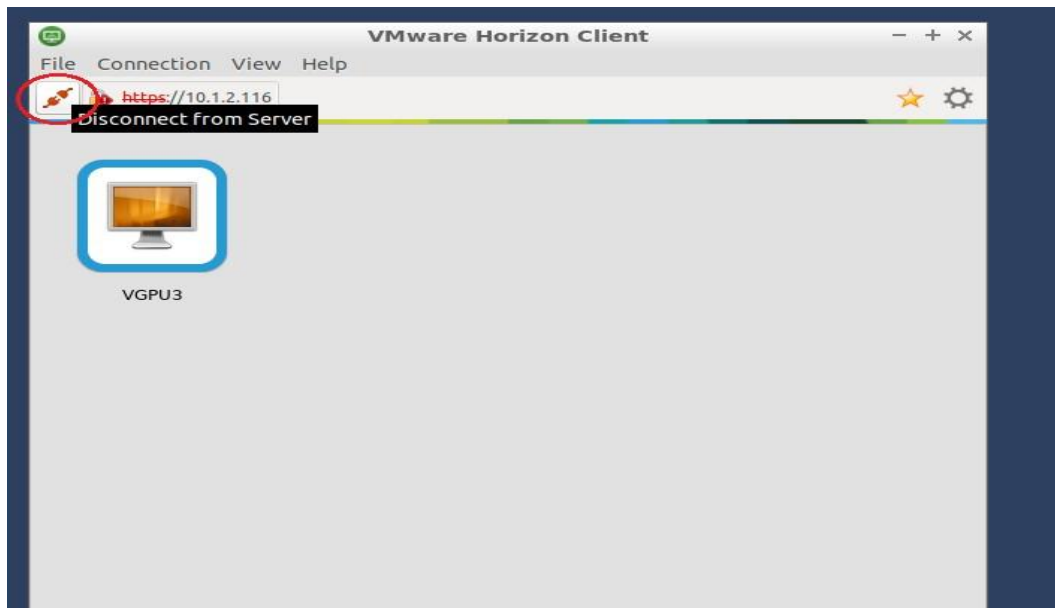 VMware Horizon Client
File Connection View Help
https://10.1.2.116
Disconnect from Server
VGPU3